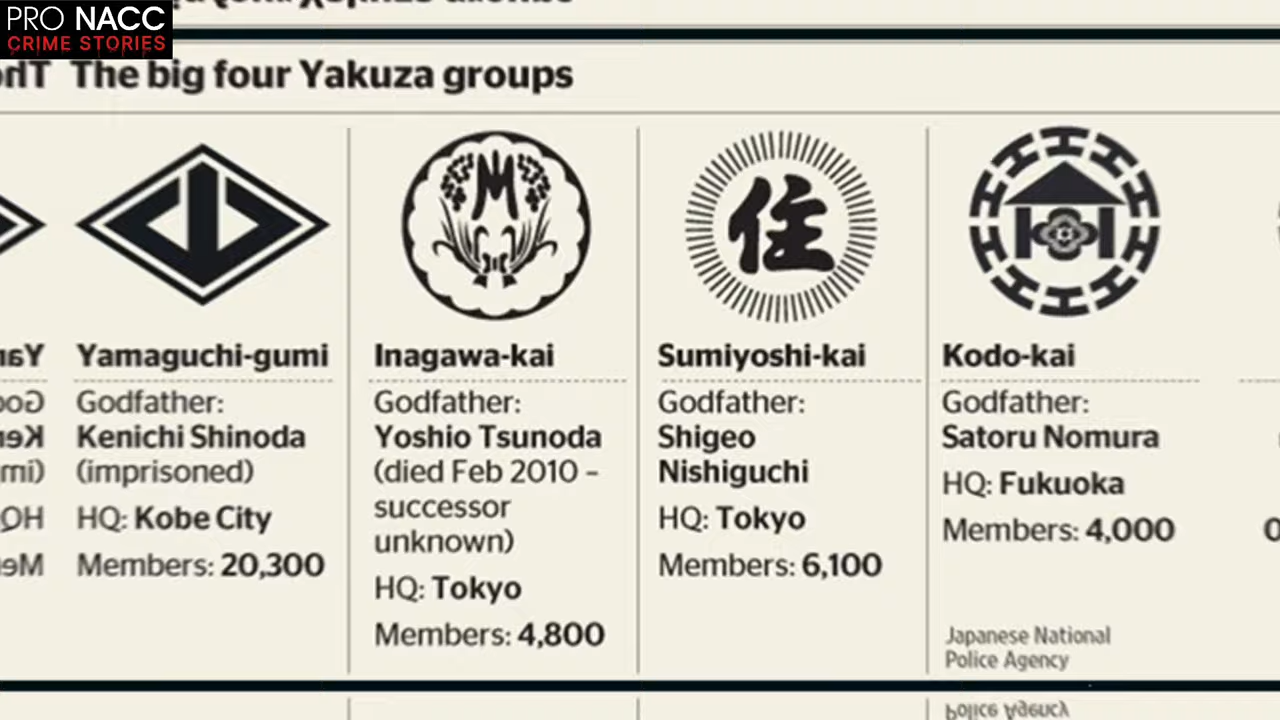 PRO NACC
CRIME STORIES
The big four Yakuza groups
住
Yamaguchi-gumi
Godfather:
Kenichi Shinoda
(imprisoned)
HQ: Kobe City
Members: 20,300
Inagawa-kai
Godfather:
Yoshio Tsunoda
(died Feb 2010 –
successor
unknown)
HQ: Tokyo
Members: 4,800
Sumiyoshi-kai
Godfather:
Shigeo
Nishiguchi
HQ: Tokyo
Members: 6,100
Kodo-kai
Godfather:
Satoru Nomura
HQ: Fukuoka
Members: 4,000
Japanese National
Police Agency